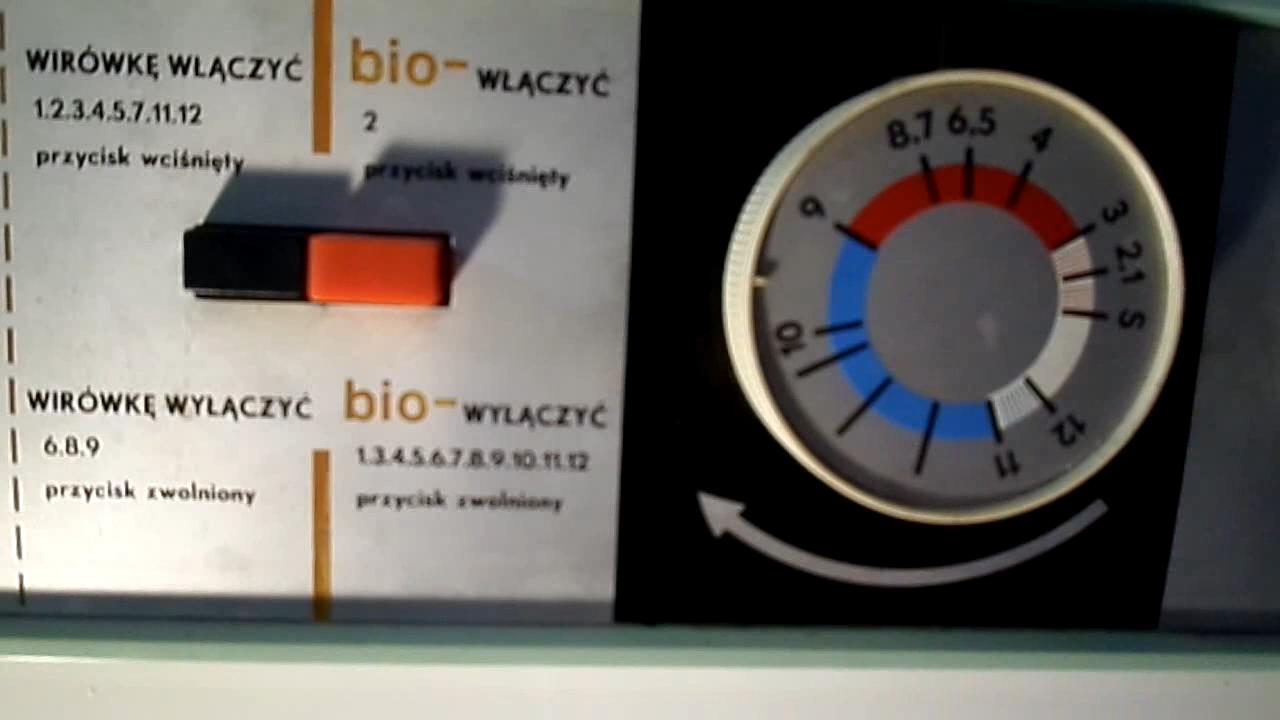 WIRÓWKĘ WŁĄCZYĆ
1.2.3.4.5.7.11.12
przycisk wciśnięty
bio- WŁĄCZYĆ
2
przycisk wciśnięty
WIRÓWKĘ WYŁĄCZYĆ
6.8.9
przycisk zwolniony
bio- WYŁĄCZYĆ
1.3.4.5.6.7.8.9.10.11.12
przycisk zwolniony
8.7
6.5
4
3
2.1
S
12
11
10
9